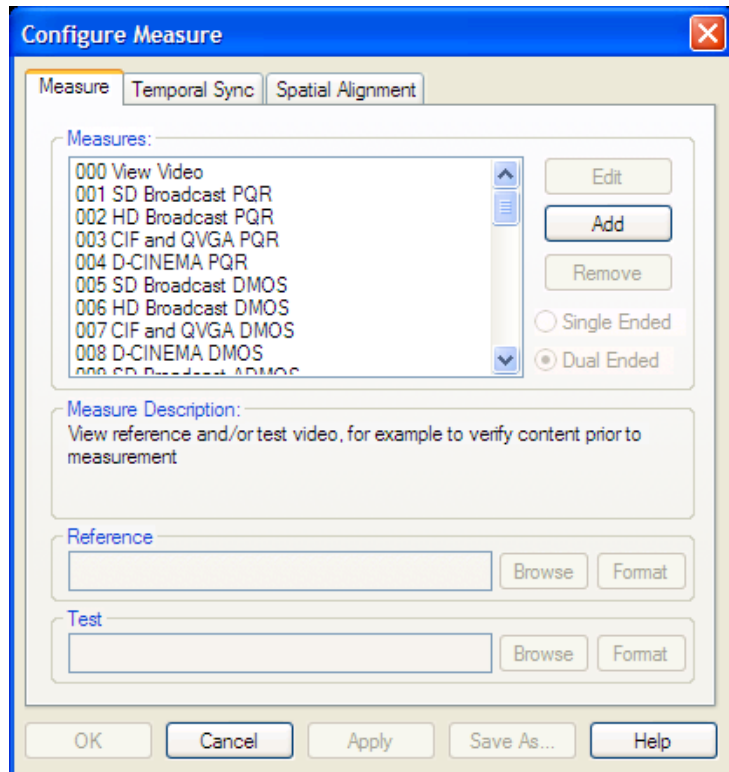 Configure Measure
Measure
Temporal Sync
Spatial Alignment
Measures:
000 View Video
001 SD Broadcast PQR
002 HD Broadcast PQR
003 CIF and QVGA PQR
004 D-CINEMA PQR
005 SD Broadcast DMOS
006 HD Broadcast DMOS
007 CIF and QVGA DMOS
008 D-CINEMA DMOS
009 SD Broadcast ADMOS
Edit
Add
Remove
Single Ended
Dual Ended
Measure Description:
View reference and/or test video, for example to verify content prior to
measurement
Reference
Browse
Format
Test
Browse
Format
OK
Cancel
Apply
Save As...
Help